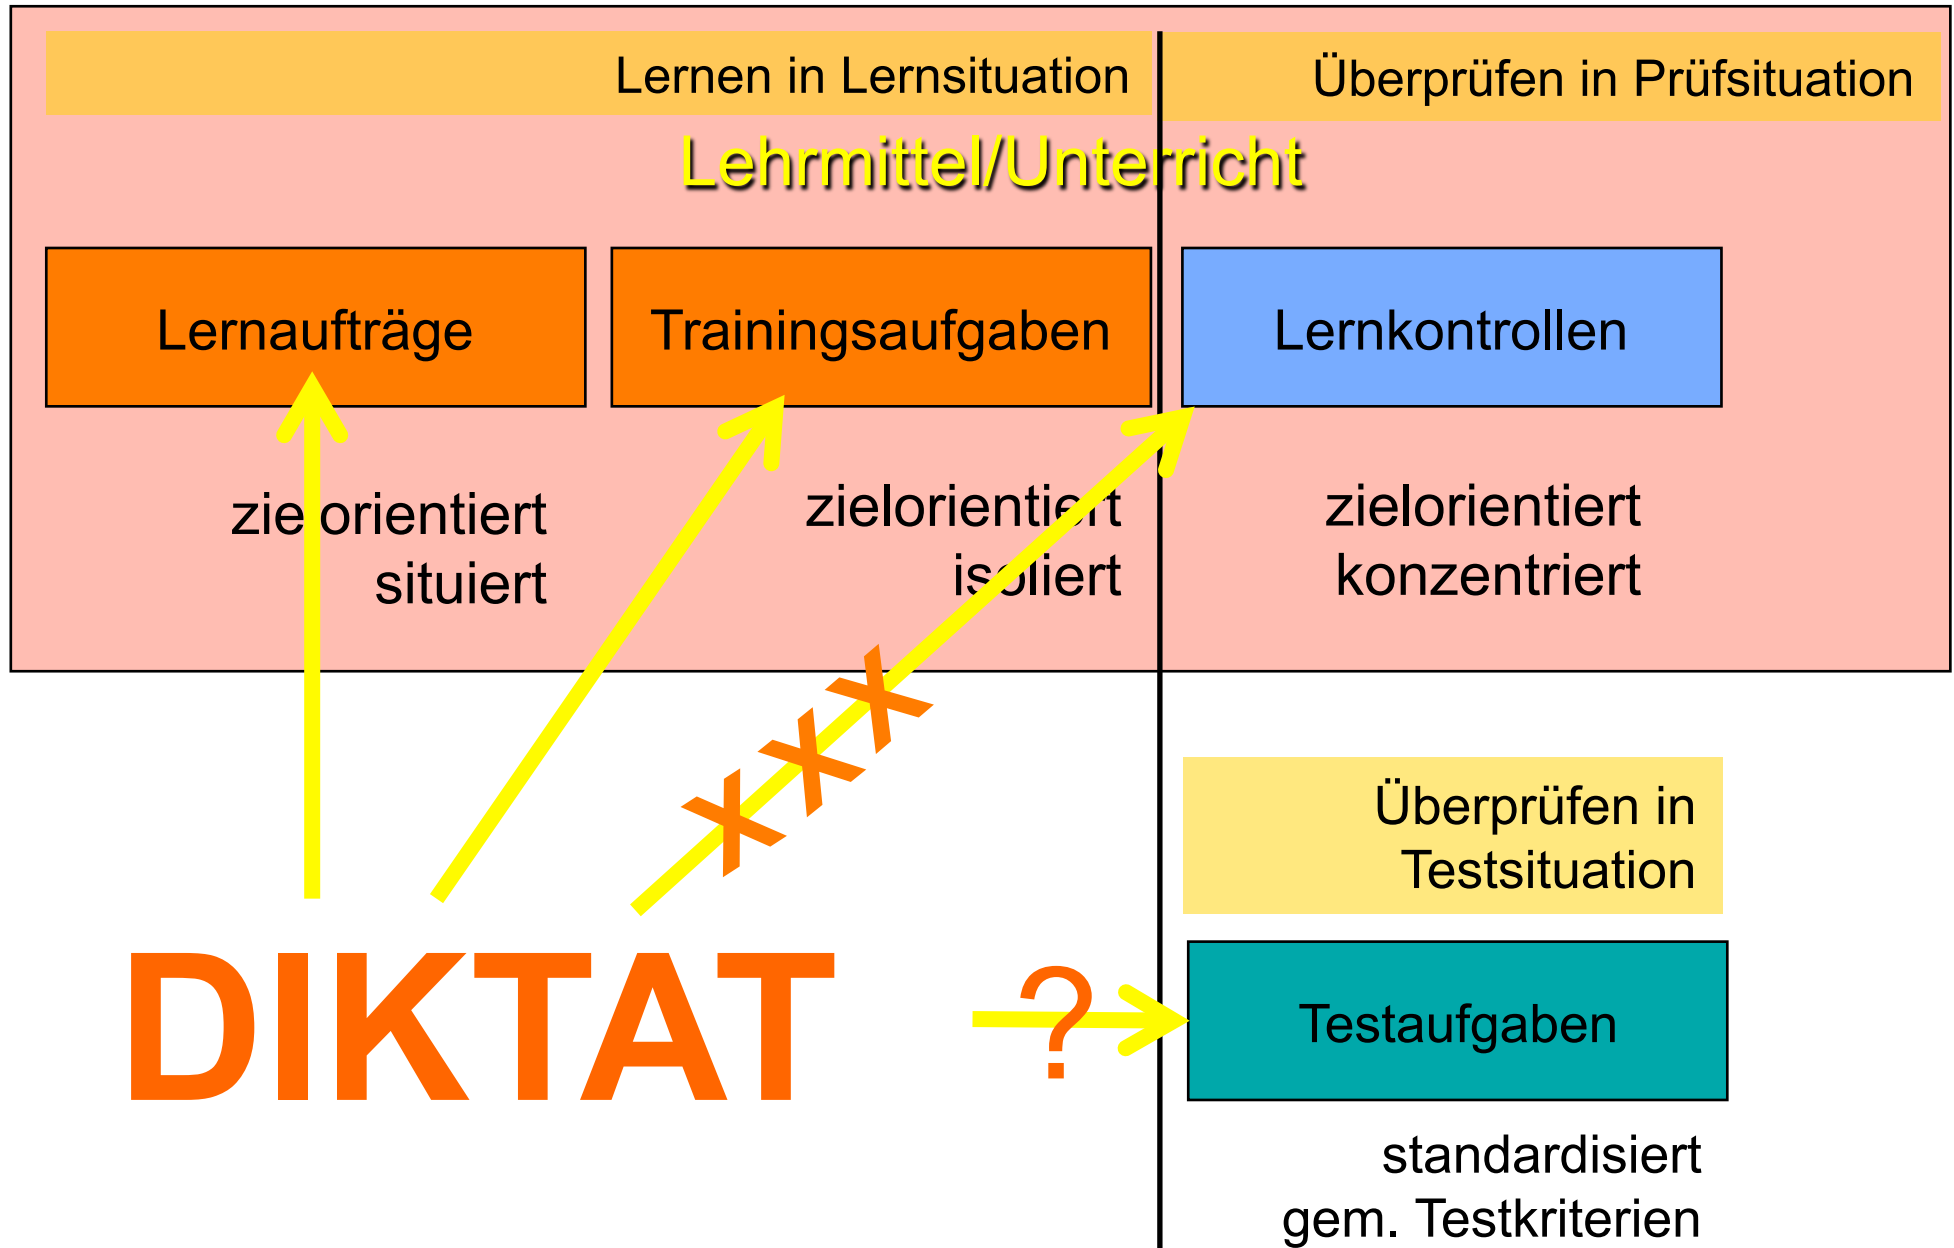 Lernen in Lernsituation
Überprüfen in Prüfsituation
Lehrmittel/Unterricht
Lernaufträge
Trainingsaufgaben
Lernkontrollen
zielorientiert
situiert
zielorientiert
isoliert
zielorientiert
konzentriert
X X X
Überprüfen in
Testsituation
DIKTAT
?
Testaufgaben
standardisiert
gem. Testkriterien